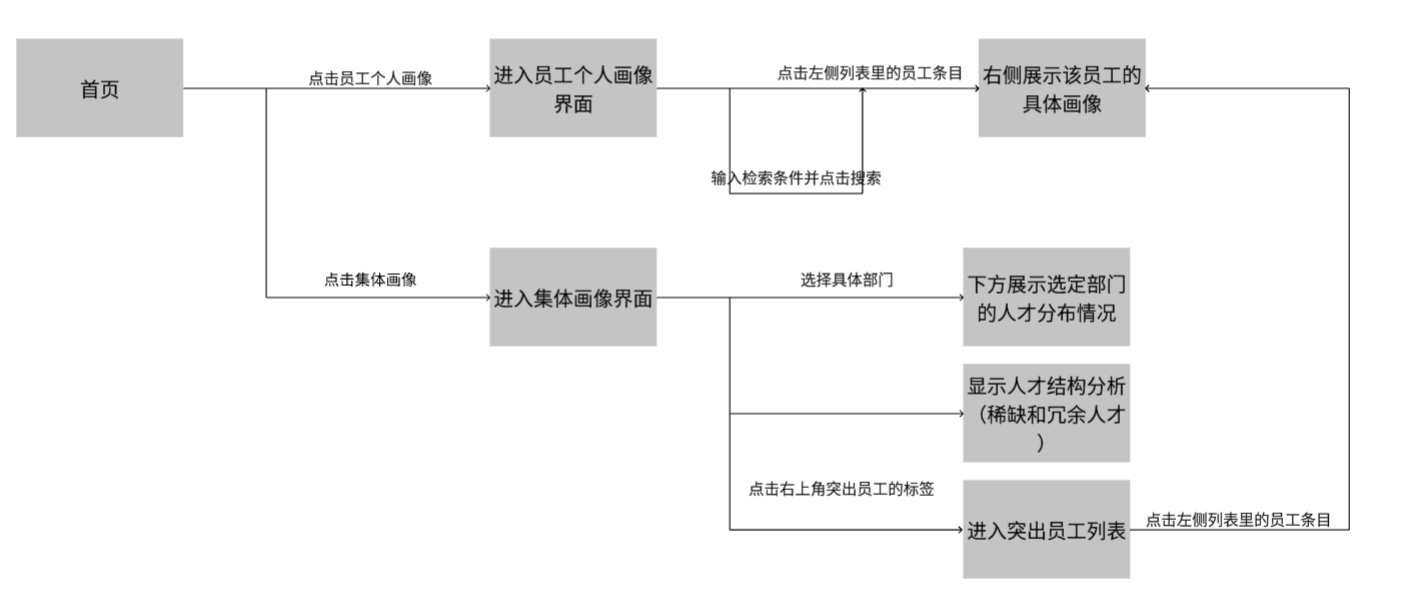 首页
点击员工个人画像
进入员工个人画像
界面
点击左侧列表里的员工条目
右侧展示该员工的
具体画像
输入检索条件并点击搜索
点击集体画像
进入集体画像界面
选择具体部门
下方展示选定部门
的人才分布情况
显示人才结构分析
（稀缺和冗余人才
）
点击右上角突出员工的标签
进入突出员工列表
点击左侧列表里的员工条目